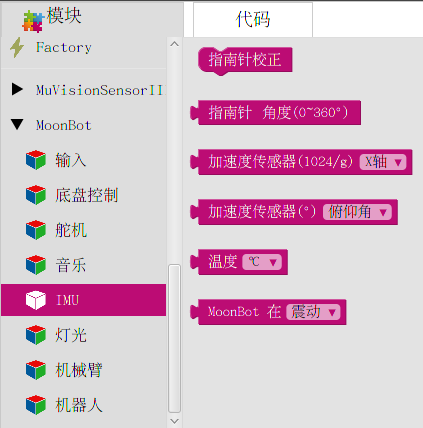 模块
代码
Factory
MuVisionSensorII
MoonBot
输入
底盘控制
舵机
音乐
IMU
灯光
机械臂
机器人
指南针校正
指南针 角度(0~360°)
加速度传感器(1024/g) X轴
加速度传感器(°) 俯仰角
温度 ℃
MoonBot 在 震动